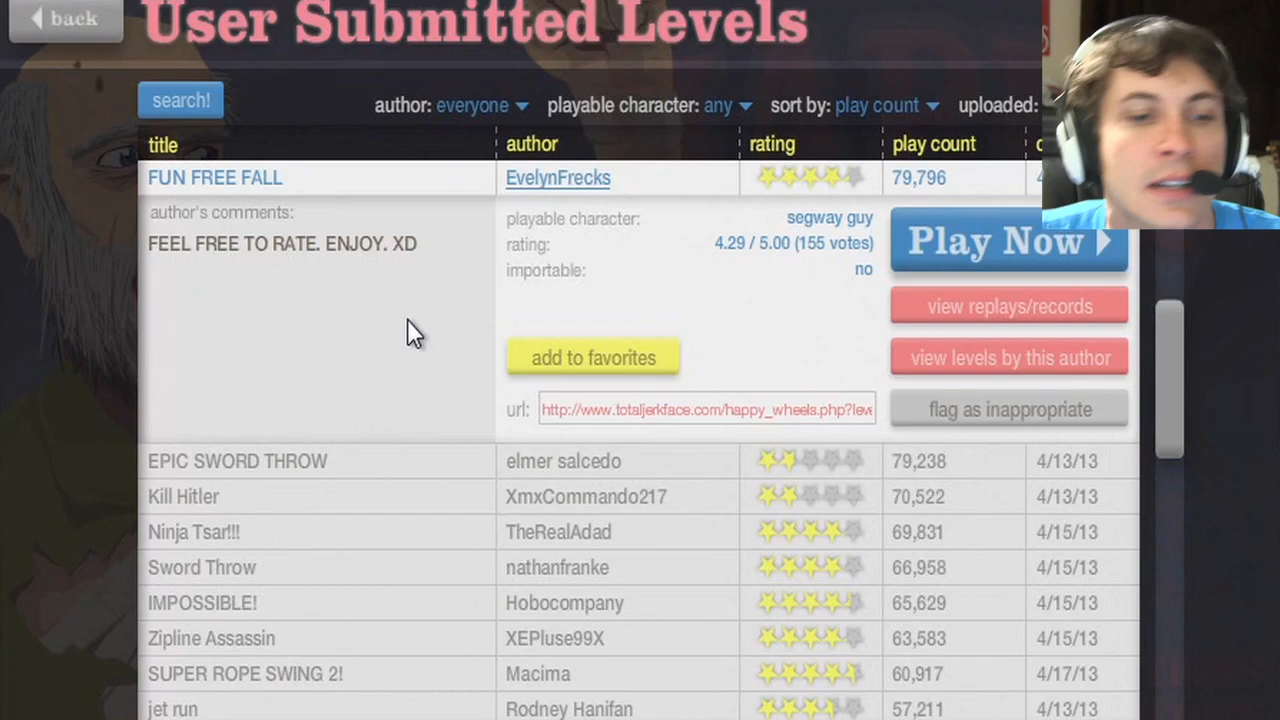 back
User Submitted Levels
search!
author: everyone playable character: any sort by: play count uploaded:
title author rating play count
FUN FREE FALL EvelynFrecks 79,796
author's comments:
FEEL FREE TO RATE. ENJOY. XD
playable character: segway guy
rating: 4.29 / 5.00 (155 votes)
importable: no
Play Now
view replays/records
add to favorites
view levels by this author
url: http://www.totaljerkface.com/happy_wheels.php?leve
flag as inappropriate
EPIC SWORD THROW elmer salcedo 79,238 4/13/13
Kill Hitler XmxCommando217 70,522 4/13/13
Ninja Tsar!!! TheRealAdad 69,831 4/15/13
Sword Throw nathanfranke 66,958 4/15/13
IMPOSSIBLE! Hobocompany 65,629 4/15/13
Zipline Assassin XEPluse99X 63,583 4/15/13
SUPER ROPE SWING 2! Macima 60,917 4/17/13
jet run Rodney Hanifan 57,211 4/13/13